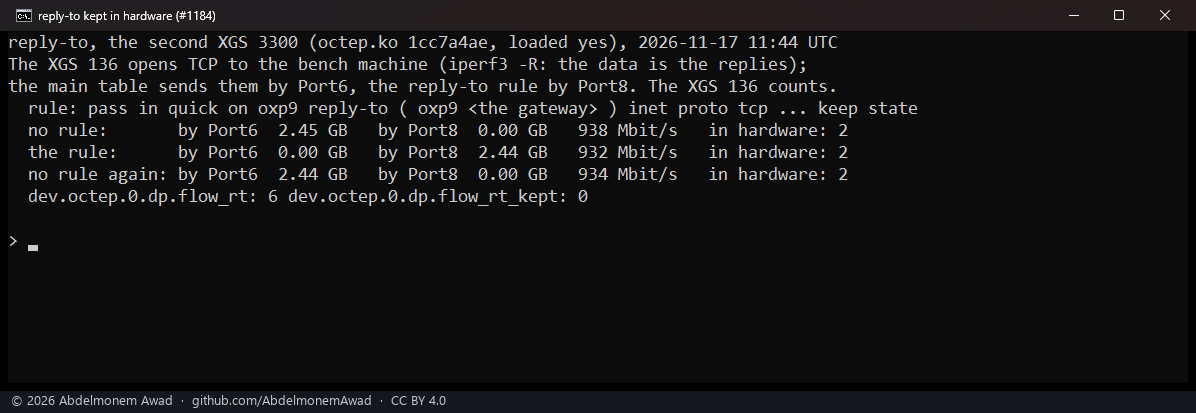 reply-to kept in hardware (#1184)
reply-to, the second XGS 3300 (octep.ko 1cc7a4ae, loaded yes), 2026-11-17 11:44 UTC
The XGS 136 opens TCP to the bench machine (iperf3 -R: the data is the replies);
the main table sends them by Port6, the reply-to rule by Port8. The XGS 136 counts.
  rule: pass in quick on oxp9 reply-to ( oxp9 <the gateway> ) inet proto tcp ... keep state
  no rule:       by Port6  2.45 GB   by Port8  0.00 GB   938 Mbit/s   in hardware: 2
  the rule:      by Port6  0.00 GB   by Port8  2.44 GB   932 Mbit/s   in hardware: 2
  no rule again: by Port6  2.44 GB   by Port8  0.00 GB   934 Mbit/s   in hardware: 2
  dev.octep.0.dp.flow_rt: 6 dev.octep.0.dp.flow_rt_kept: 0
> _
© 2026 Abdelmonem Awad · github.com/AbdelmonemAwad · CC BY 4.0